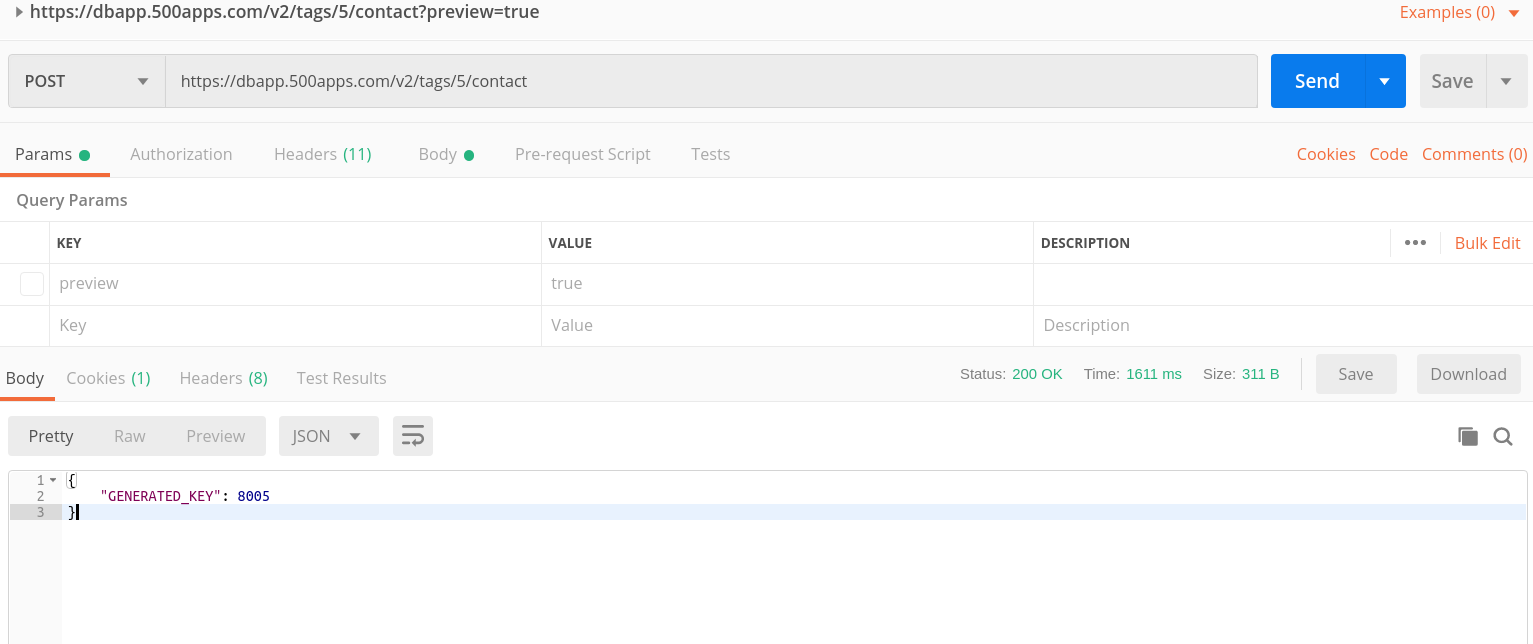 https://dbapp.500apps.com/v2/tags/5/contact?preview=true Examples (0)
POST https://dbapp.500apps.com/v2/tags/5/contact Send Save
Params Authorization Headers (11) Body Pre-request Script Tests Cookies Code Comments (0)
Query Params
KEY VALUE DESCRIPTION Bulk Edit
preview true
Key Value Description
Body Cookies (1) Headers (8) Test Results Status: 200 OK Time: 1611 ms Size: 311 B Save Download
Pretty Raw Preview JSON
1 {
2 "GENERATED_KEY": 8005
3 }